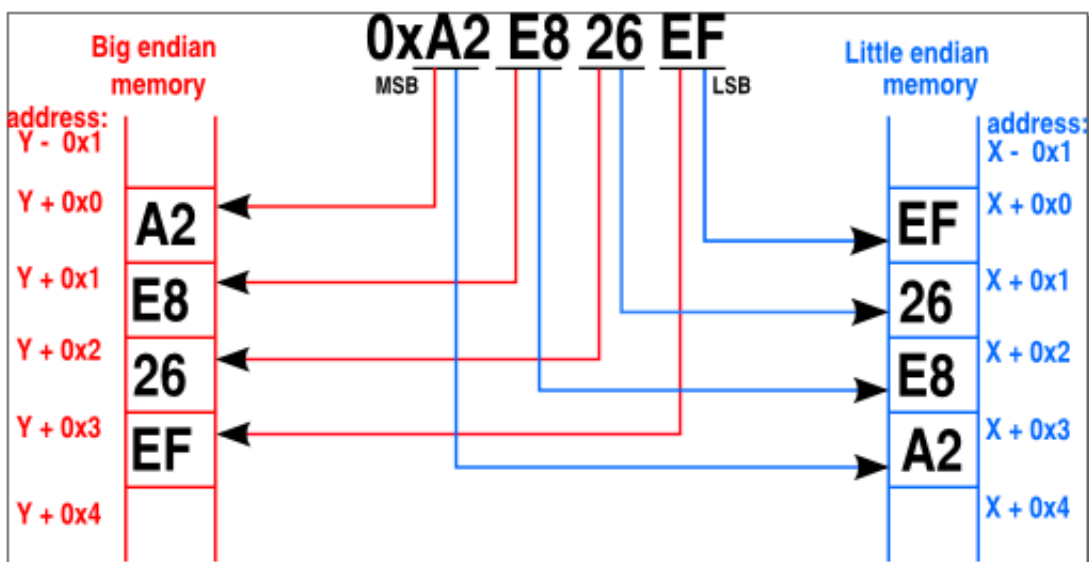 0xA2 E8 26 EF
MSB
LSB
Big endian
memory
address:
Y - 0x1
Y + 0x0
A2
Y + 0x1
E8
Y + 0x2
26
Y + 0x3
EF
Y + 0x4
Little endian
memory
address:
X - 0x1
X + 0x0
EF
X + 0x1
26
X + 0x2
E8
X + 0x3
A2
X + 0x4